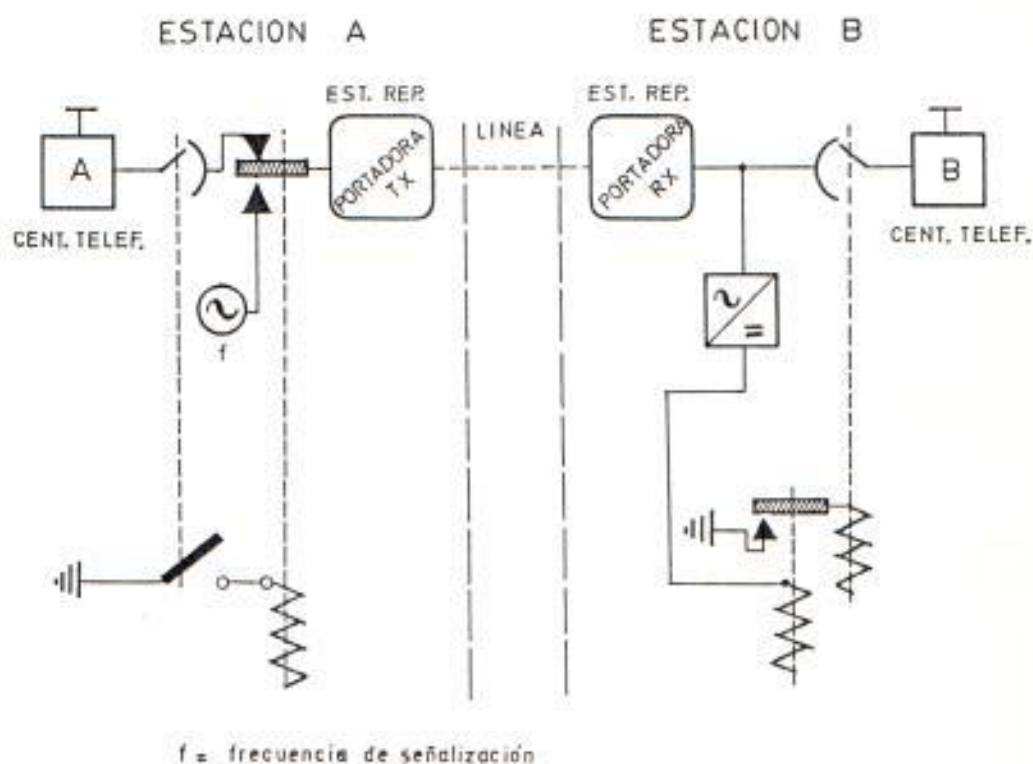 ESTACION A
ESTACION B
EST. REP.
EST. REP.
LINEA
A
PORTADORA
TX
PORTADORA
RX
B
CENT. TELEF.
CENT. TELEF.
f
f = frecuencia de señalización